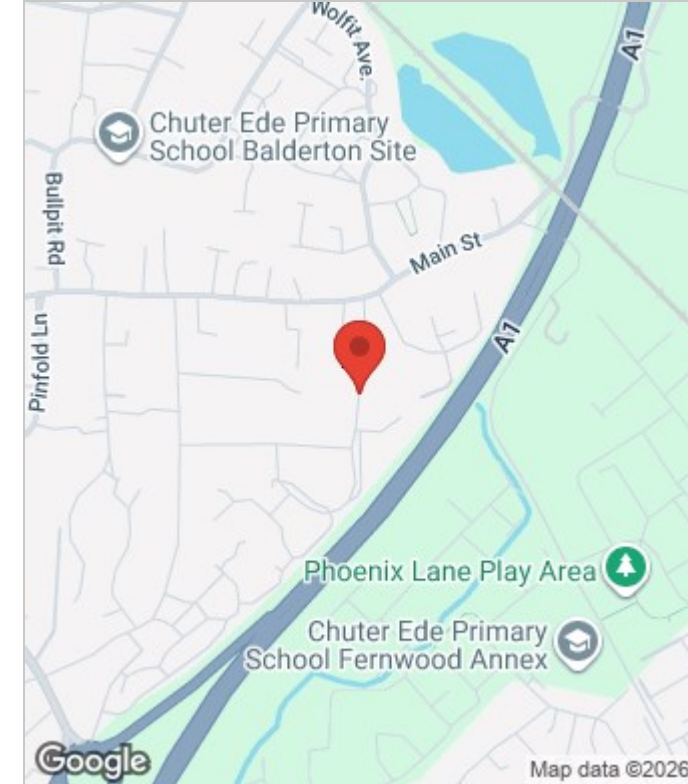 Wolfit Ave.
A1
Chuter Ede Primary
School Balderton Site
Bullpit Rd
Main St
A1
Pinfold Ln
Phoenix Lane Play Area
Chuter Ede Primary
School Fernwood Annex
Google
Map data ©2026